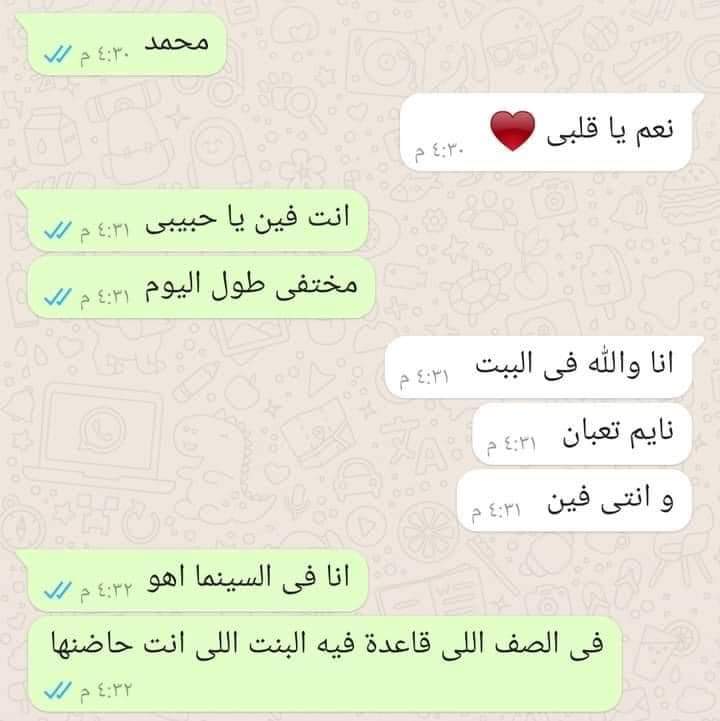 محمد ٤:٣٠ م
نعم يا قلبى ❤ ٤:٣٠ م
انت فين يا حبيبى ٤:٣١ م
مختفى طول اليوم ٤:٣١ م
انا والله فى الببت ٤:٣١ م
نايم تعبان ٤:٣١ م
و انتى فين ٤:٣١ م
انا فى السينما اهو ٤:٣٢ م
فى الصف اللى قاعدة فيه البنت اللى انت حاضنها
٤:٣٢ م